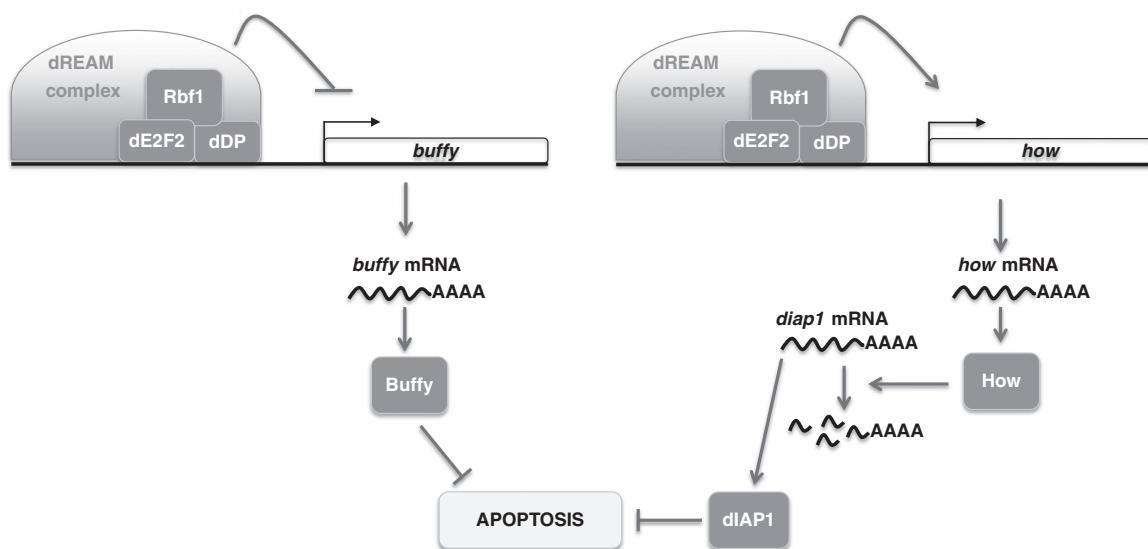 dREAM
complex
Rbf1
dE2F2
dDP
buffy
buffy mRNA
AAAA
Buffy
dREAM
complex
Rbf1
dE2F2
dDP
how
how mRNA
AAAA
diap1 mRNA
AAAA
How
AAAA
APOPTOSIS
dIAP1